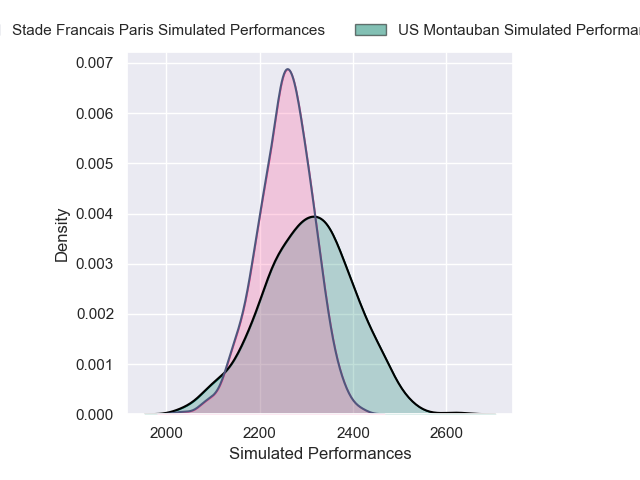 Stade Francais Paris Simulated Performances US Montauban Simulated
0.007
0.006
0.005
0.004
0.003
0.002
0.001
0.000
Density
2000 2200 2400 2600
Simulated Performances